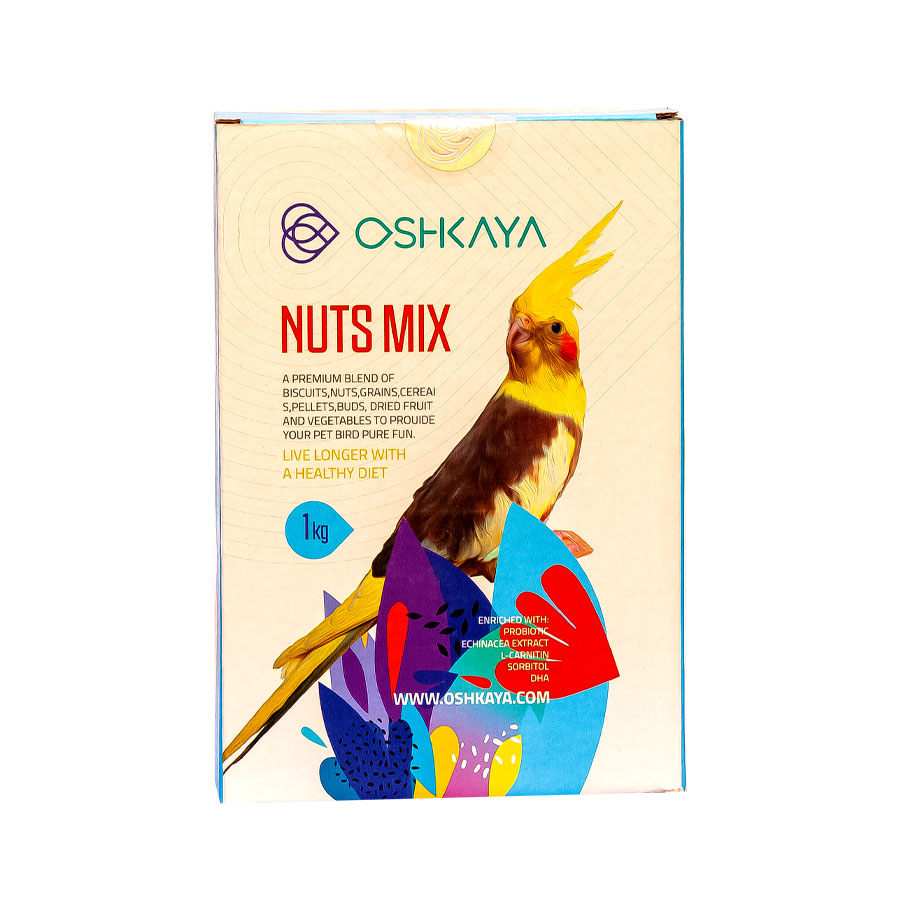 OSHKAYA
NUTS MIX
A PREMIUM BLEND OF
BISCUITS,NUTS,GRAINS,CEREAI
S,PELLETS,BUDS, DRIED FRUIT
AND VEGETABLES TO PROUIDE
YOUR PET BIRD PURE FUN.
LIVE LONGER WITH
A HEALTHY DIET
1kg
ENRICHED WITH:
PROBIOTIC
ECHINACEA EXTRACT
L-CARNITIN
SORBITOL
DHA
WWW.OSHKAYA.COM